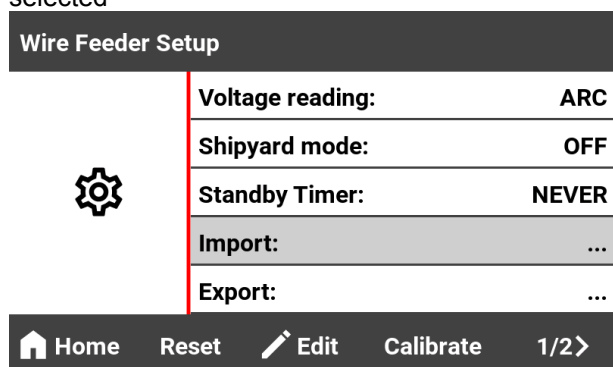 selected
Wire Feeder Setup
Voltage reading: ARC
Shipyard mode: OFF
Standby Timer: NEVER
Import: ...
Export: ...
Home Reset Edit Calibrate 1/2>